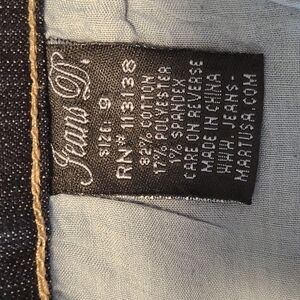 Jeans D.
SIZE: 9
RN# 113138
82% COTTON
17% POLYESTER
1% SPANDEX
CARE ON REVERSE
MADE IN CHINA
WWW. JEANS-
MARTUSA.COM